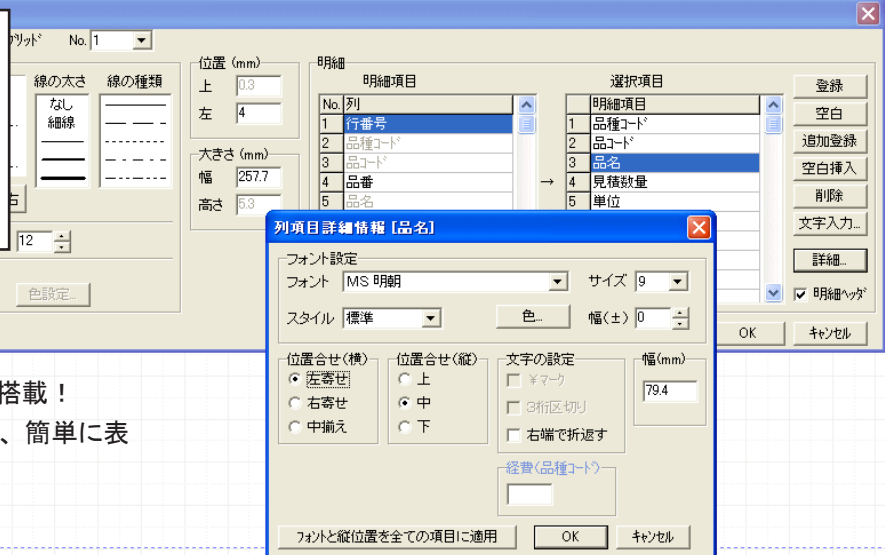 ｸﾞﾘｯﾄﾞ No. 1
線の太さ 線の種類
なし
細線
右
12
色設定...
位置 (mm)
上 0.3
左 4
大きさ (mm)
幅 257.7
高さ 5.3
明細
明細項目
No. 列
1 行番号
2 品種ｺｰﾄﾞ
3 品ｺｰﾄﾞ
4 品番
5 品名
→
選択項目
明細項目
1 品種ｺｰﾄﾞ
2 品ｺｰﾄﾞ
3 品名
4 見積数量
5 単位
登録
空白
追加登録
空白挿入
削除
文字入力...
詳細...
明細ﾍｯﾀﾞ
OK ｷｬﾝｾﾙ
列項目詳細情報 [品名]
フォント設定
フォント MS 明朝 サイズ 9
スタイル 標準 色... 幅(±) 0
位置合せ(横)
左寄せ
右寄せ
中揃え
位置合せ(縦)
上
中
下
文字の設定
¥マーク
3桁区切り
右端で折返す
幅(mm)
79.4
経費(品種ｺｰﾄﾞ)
ﾌｫﾝﾄと縦位置を全ての項目に適用 OK ｷｬﾝｾﾙ
搭載！
、簡単に表